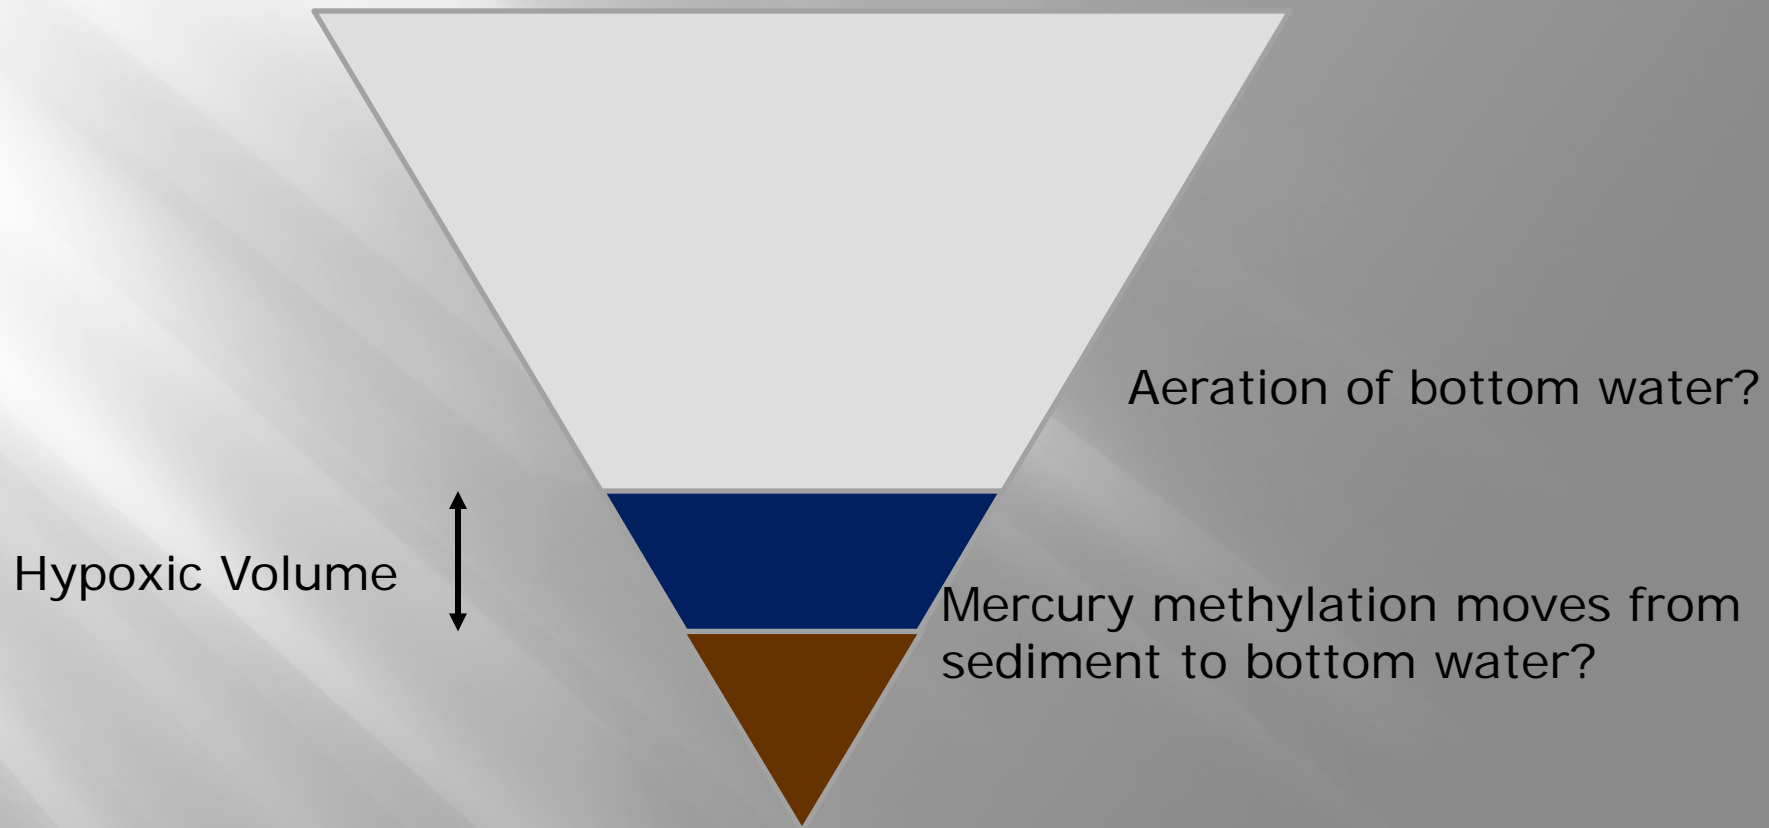 Aeration of bottom water?
Hypoxic Volume
Mercury methylation moves from
sediment to bottom water?